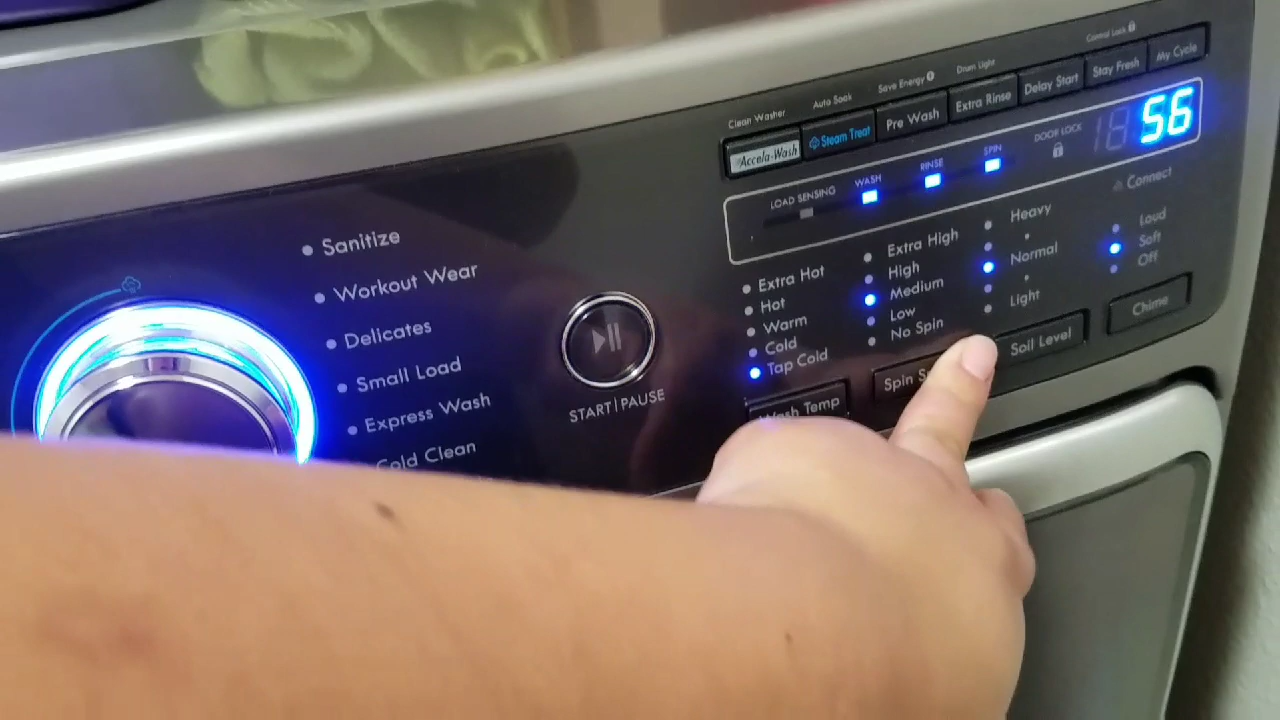 Control Lock
Clean Washer Auto Soak Save Energy Drum Light
Accela-Wash Steam Treat Pre Wash Extra Rinse Delay Start Stay Fresh My Cycle
LOAD SENSING WASH RINSE SPIN DOOR LOCK 56
Connect
Sanitize
Workout Wear
Delicates
Small Load
Express Wash
Cold Clean
START|PAUSE
Extra Hot
Hot
Warm
Cold
Tap Cold
Wash Temp
Extra High
High
Medium
Low
No Spin
Spin
Heavy
Normal
Light
Soil Level
Loud
Soft
Off
Chime